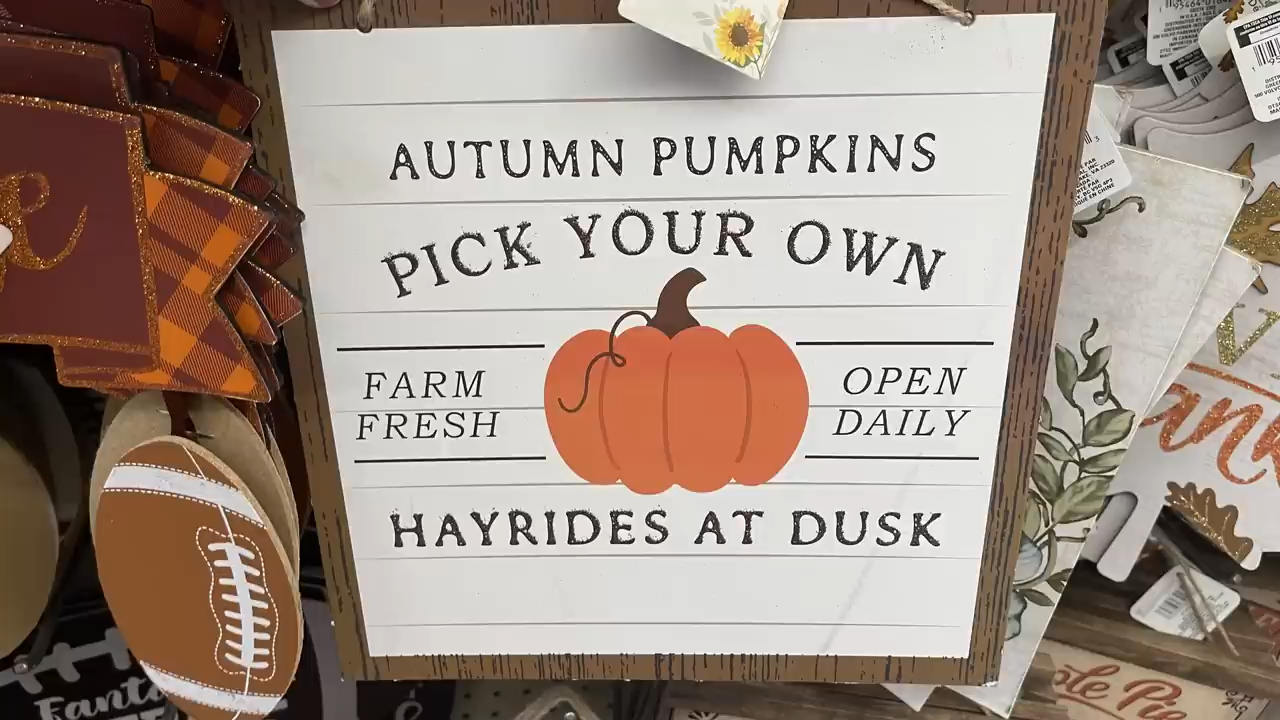 AUTUMN PUMPKINS
PICK YOUR OWN
FARM
FRESH
OPEN
DAILY
HAYRIDES AT DUSK